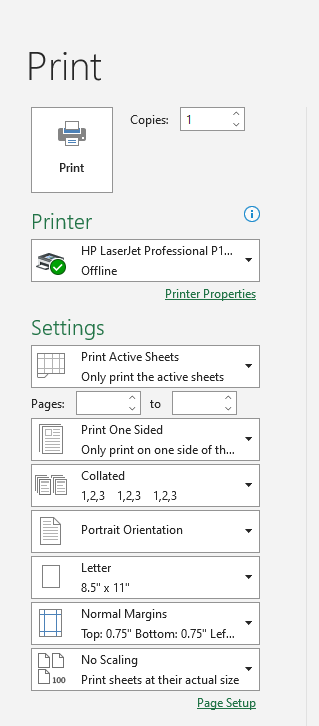 Print
Copies: 1
Print
Printer
HP LaserJet Professional P1...
Offline
Printer Properties
Settings
Print Active Sheets
Only print the active sheets
Pages: to
Print One Sided
Only print on one side of th...
Collated
1,2,3 1,2,3 1,2,3
Portrait Orientation
Letter
8.5" x 11"
Normal Margins
Top: 0.75" Bottom: 0.75" Lef...
No Scaling
100
Print sheets at their actual size
Page Setup